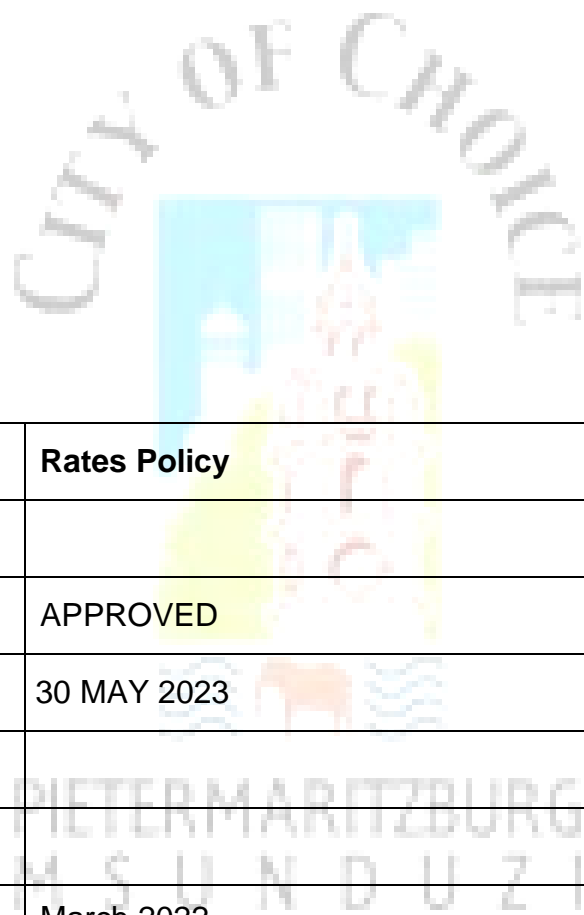 CITY OF CHOICE
Rates Policy
APPROVED
30 MAY 2023
PIETERMARITZBURG
MSUNDUZI